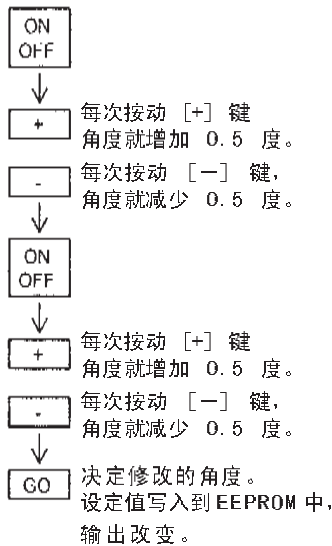 ON
OFF
+
每次按动 [+] 键
角度就增加 0.5 度。
-
每次按动 [—] 键，
角度就减少 0.5 度。
ON
OFF
+
每次按动 [+] 键
角度就增加 0.5 度。
-
每次按动 [—] 键，
角度就减少 0.5 度。
GO
决定修改的角度。
设定值写入到EEPROM中，
输出改变。